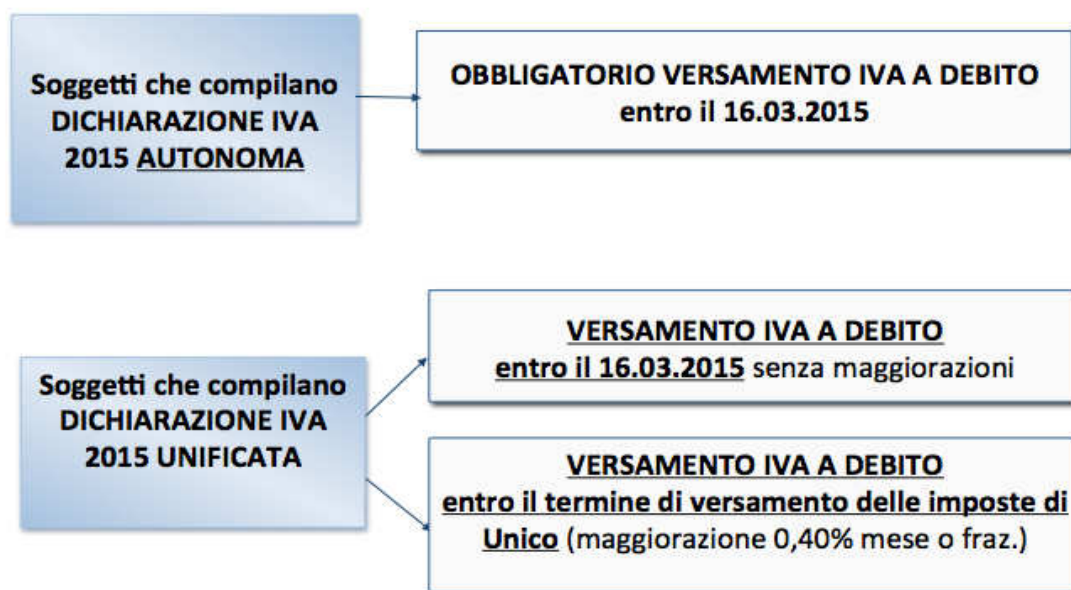 Soggetti che compilano
DICHIARAZIONE IVA
2015 AUTONOMA
OBBLIGATORIO VERSAMENTO IVA A DEBITO
entro il 16.03.2015
Soggetti che compilano
DICHIARAZIONE IVA
2015 UNIFICATA
VERSAMENTO IVA A DEBITO
entro il 16.03.2015 senza maggiorazioni
VERSAMENTO IVA A DEBITO
entro il termine di versamento delle imposte di
Unico (maggiorazione 0,40% mese o fraz.)